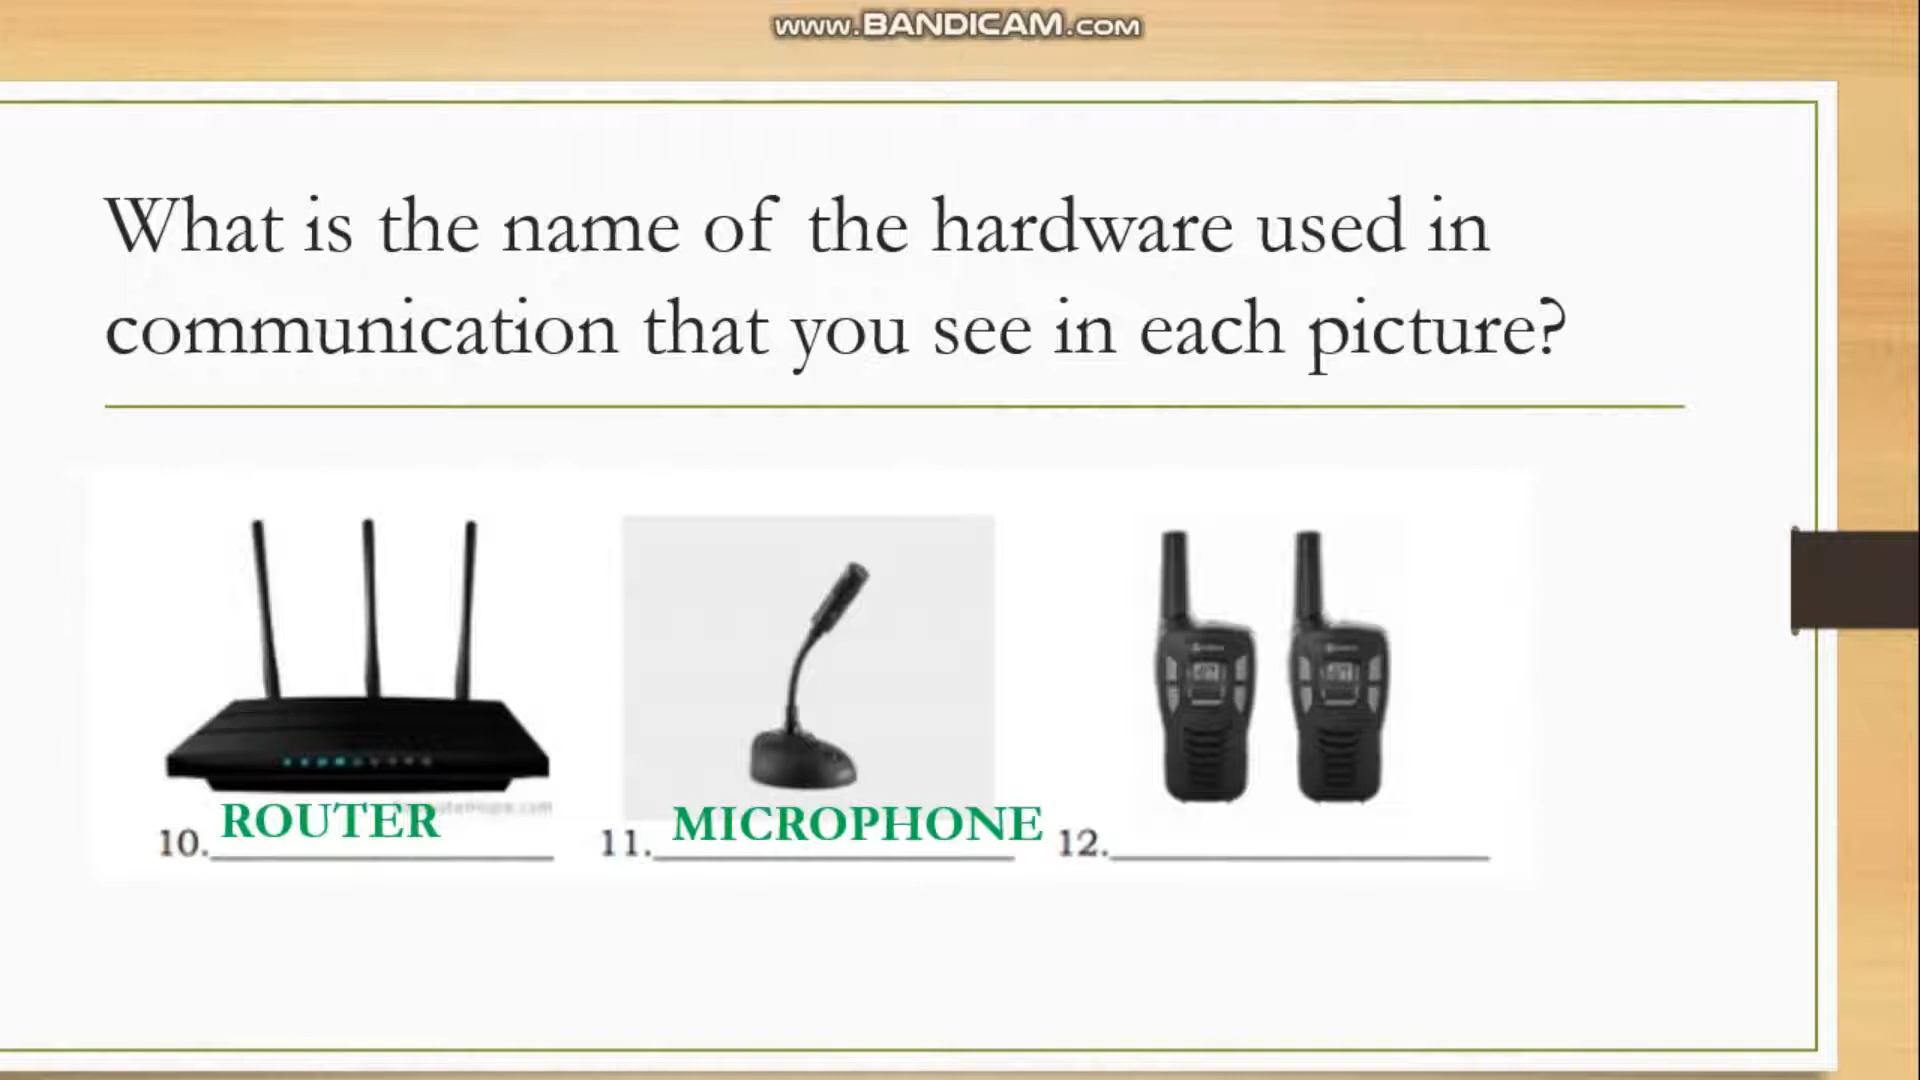 www.BANDICAM.com
What is the name of the hardware used in
communication that you see in each picture?
ROUTER
MICROPHONE
10.
11.
12.